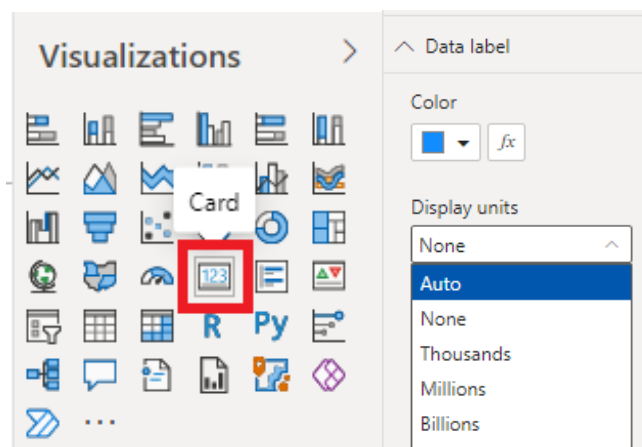 Visualizations
Card
123
R
Py
Data label
Color
fx
Display units
None
Auto
None
Thousands
Millions
Billions